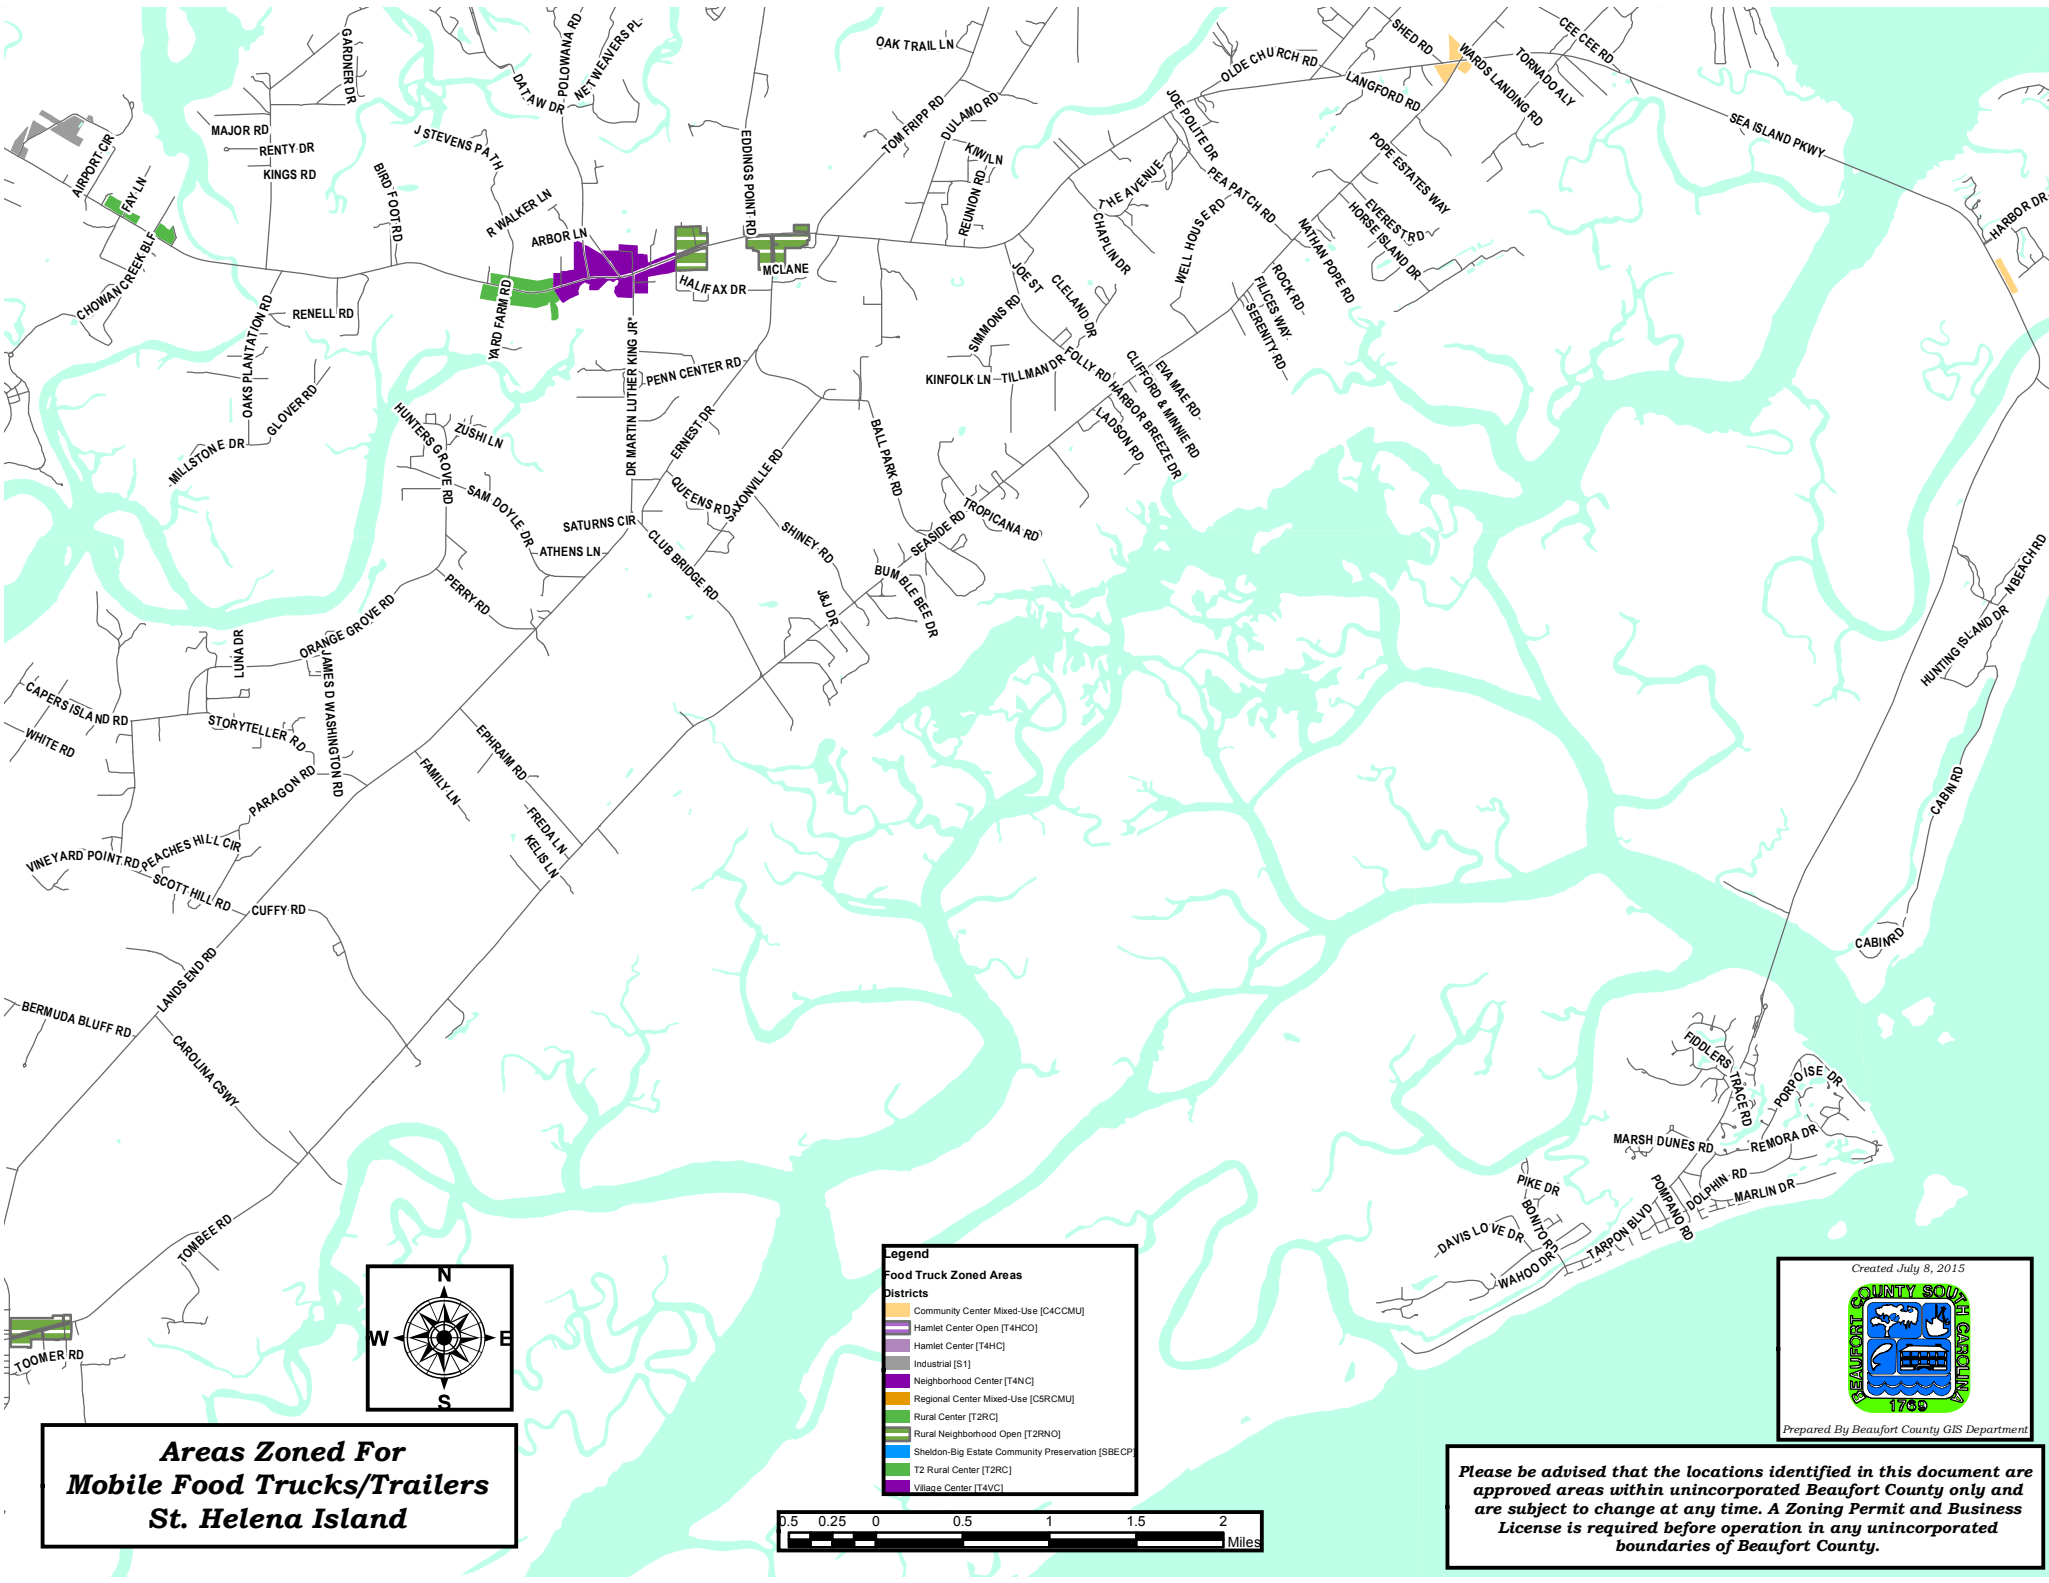 GARDNER DR
POLOWANA RD
NET WEAVERS PL
DATAW DR
OAK TRAIL LN
SHED RD
WARDS LANDING RD
TORNADO ALY
CEE CEE RD
OLDE CHURCH RD
LANGFORD RD
SEA ISLAND PKWY
HARBOR DR
MAJOR RD
RENTY DR
KINGS RD
AIRPORT CIR
FAY LN
CHOWAN CREEK BLF
J STEVENS PATH
BIRD FOOT RD
R WALKER LN
ARBOR LN
EDDINGS POINT RD
TOM FRIPP RD
DULAMO RD
KIWI LN
REUNION RD
JOE POLITE DR
THE AVENUE
PEA PATCH RD
CHAPLIN DR
WELL HOUSE RD
POPE ESTATES WAY
EVEREST RD
HORSE ISLAND DR
NATHAN POPE RD
ROCK RD
FILICES WAY
SERENITY RD
MCLANE
HALIFAX DR
YARD FARM RD
RENELL RD
OAKS PLANTATION RD
GLOVER RD
MILLSTONE DR
DR MARTIN LUTHER KING JR*
PENN CENTER RD
ERNEST DR
JOE ST
SIMMONS RD
CLELAND DR
KINFOLK LN
TILLMAN DR
FOLLY RD
HARBOR BREEZE DR
CLIFFORD & MINNIE RD
EVA MAE RD
LADSON RD
HUNTERS GROVE RD
ZUSHI LN
SAM DOYLE DR
SATURNS CIR
ATHENS LN
QUEENS RD
SAXONVILLE RD
CLUB BRIDGE RD
SHINEY RD
BALL PARK RD
SEASIDE RD
TROPICANA RD
BUMBLE BEE DR
J&J DR
PERRY RD
ORANGE GROVE RD
LUNA DR
JAMES D WASHINGTON RD
CAPERS ISLAND RD
WHITE RD
STORYTELLER RD
PARAGON RD
EPHRAIM RD
FAMILY LN
FREDA LN
KELIS LN
VINEYARD POINT RD
PEACHES HILL CIR
SCOTT HILL RD
CUFFY RD
LANDS END RD
BERMUDA BLUFF RD
CAROLINA CSWY
TOMBEE RD
TOOMER RD
N BEACH RD
HUNTING ISLAND DR
CABIN RD
CABIN RD
FIDDLERS TRACE RD
PORPOISE DR
MARSH DUNES RD
REMORA DR
DOLPHIN RD
MARLIN DR
POMPANO RD
PIKE DR
BONITO RD
DAVIS LOVE DR
TARPON BLVD
WAHOO DR
N
W
E
S
Areas Zoned For
Mobile Food Trucks/Trailers
St. Helena Island
Legend
Food Truck Zoned Areas
Districts
Community Center Mixed-Use [C4CCMU]
Hamlet Center Open [T4HCO]
Hamlet Center [T4HC]
Industrial [S1]
Neighborhood Center [T4NC]
Regional Center Mixed-Use [C5RCMU]
Rural Center [T2RC]
Rural Neighborhood Open [T2RNO]
Sheldon-Big Estate Community Preservation [SBECP]
T2 Rural Center [T2RC]
Village Center [T4VC]
0.5 0.25 0 0.5 1 1.5 2
Miles
Created July 8, 2015
BEAUFORT COUNTY SOUTH CAROLINA
1769
Prepared By Beaufort County GIS Department
Please be advised that the locations identified in this document are
approved areas within unincorporated Beaufort County only and
are subject to change at any time. A Zoning Permit and Business
License is required before operation in any unincorporated
boundaries of Beaufort County.